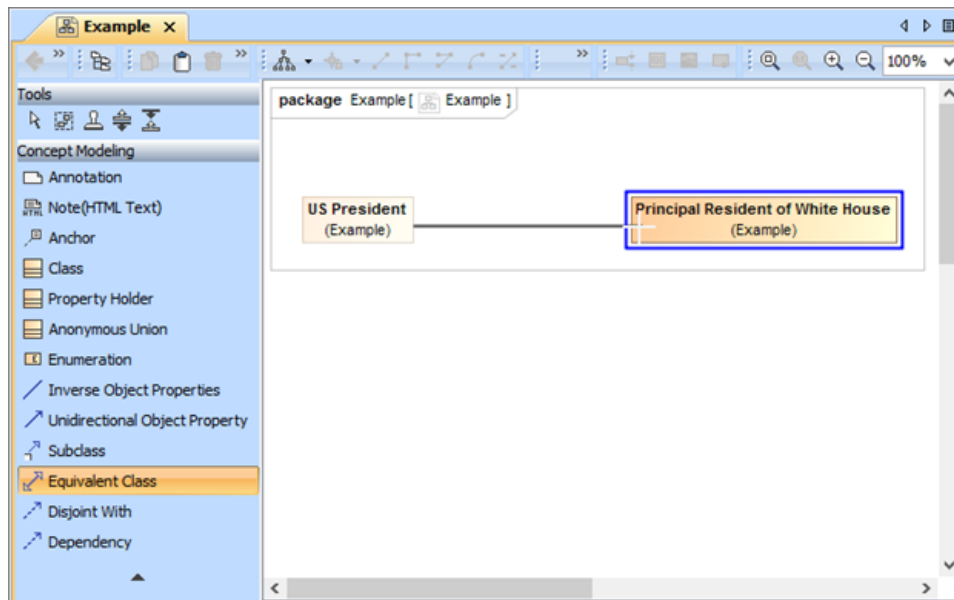 Example
100%
Tools
Concept Modeling
Annotation
HTML Note(HTML Text)
Anchor
Class
Property Holder
Anonymous Union
Enumeration
Inverse Object Properties
Unidirectional Object Property
Subclass
Equivalent Class
Disjoint With
Dependency
package Example [ Example ]
US President
(Example)
Principal Resident of White House
(Example)